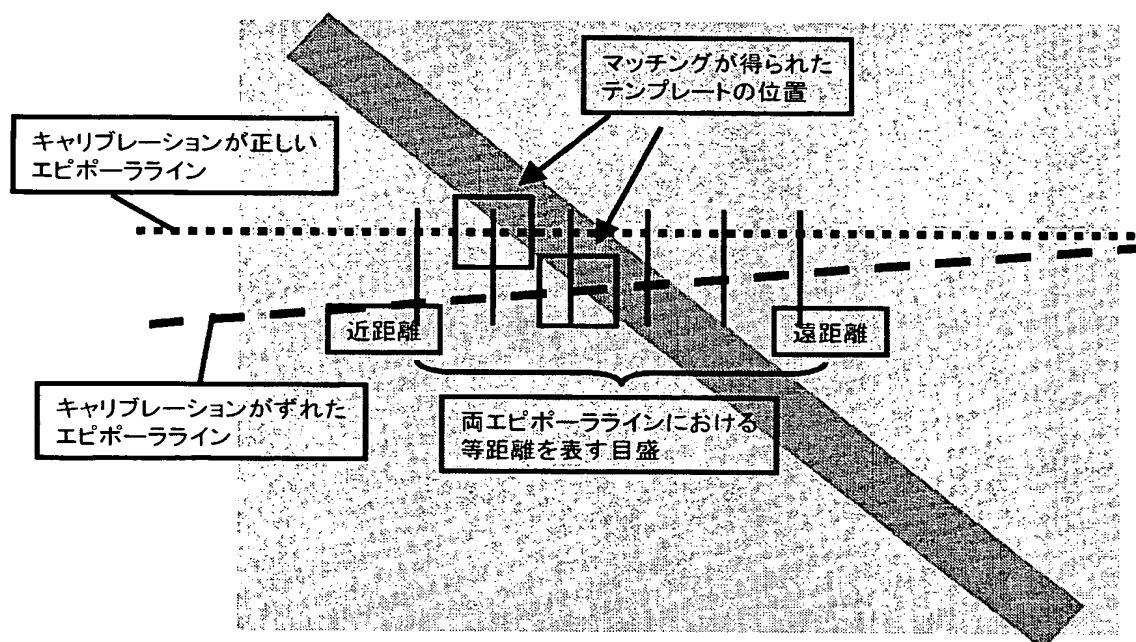 マッチングが得られた
テンプレートの位置
キャリブレーションが正しい
エピポーラライン
近距離
遠距離
キャリブレーションがずれた
エピポーラライン
両エピポーララインにおける
等距離を表す目盛